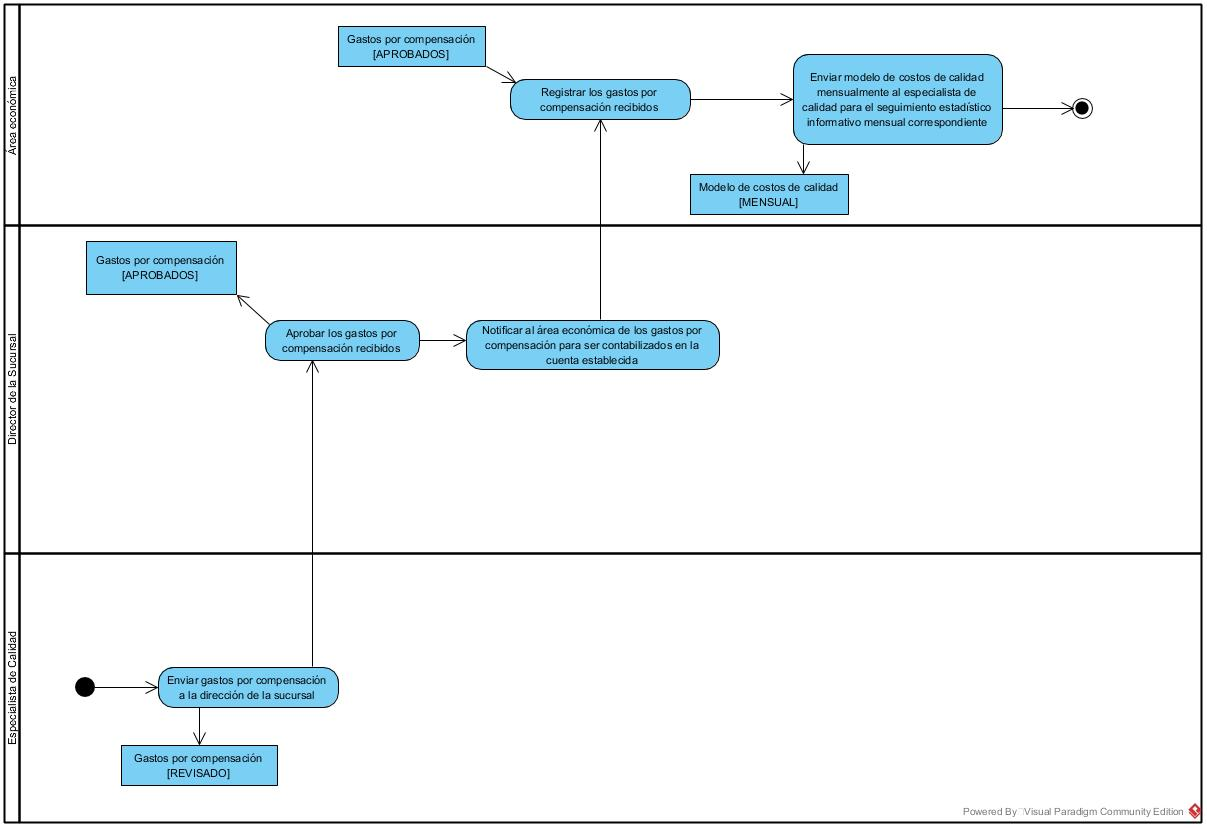 Área económica
Gastos por compensación
[APROBADOS]
Registrar los gastos por
compensación recibidos
Enviar modelo de costos de calidad
mensualmente al especialista de
calidad para el seguimiento estadístico
informativo mensual correspondiente
Modelo de costos de calidad
[MENSUAL]
Director de la Sucursal
Gastos por compensación
[APROBADOS]
Aprobar los gastos por
compensación recibidos
Notificar al área económica de los gastos por
compensación para ser contabilizados en la
cuenta establecida
Especialista de Calidad
Enviar gastos por compensación
a la dirección de la sucursal
Gastos por compensación
[REVISADO]
Powered By Visual Paradigm Community Edition